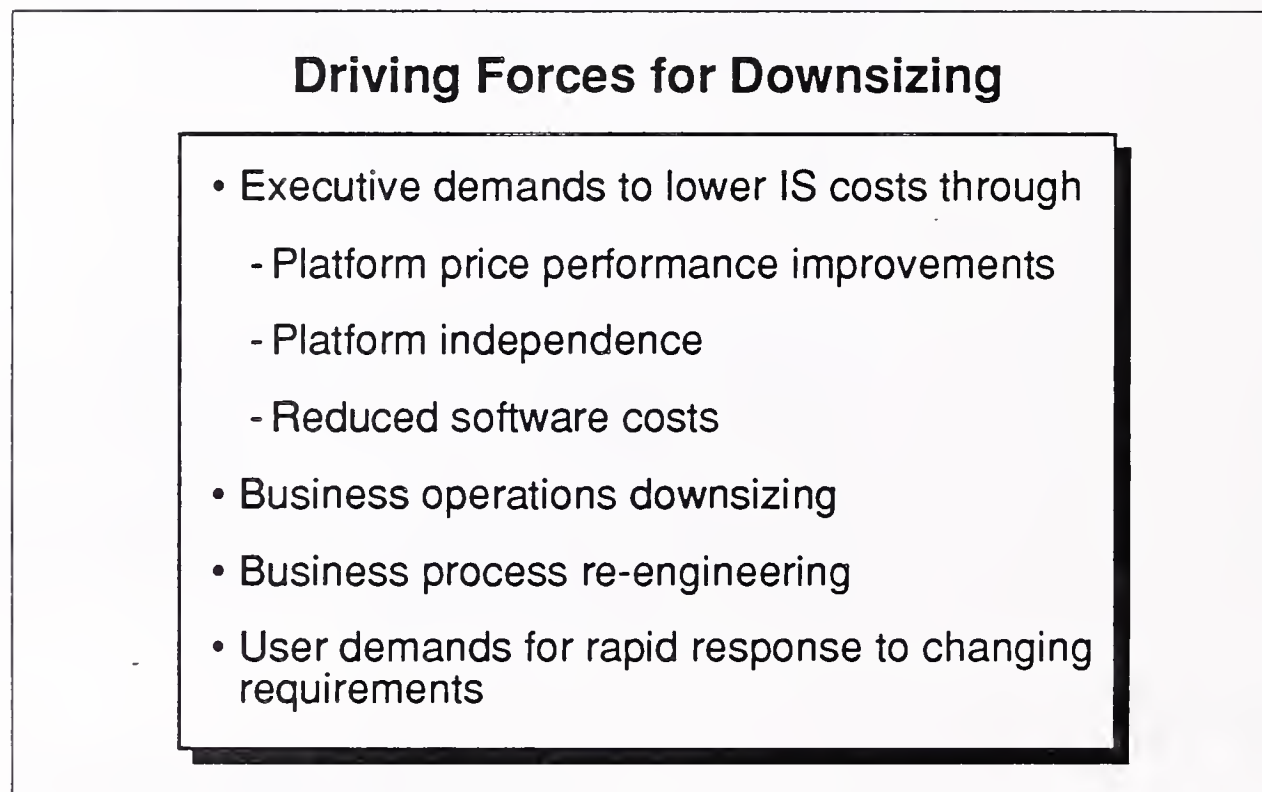 Driving Forces for Downsizing
• Executive demands to lower IS costs through
- Platform price performance improvements
- Platform independence
- Reduced software costs
• Business operations downsizing
• Business process re-engineering
• User demands for rapid response to changing
requirements